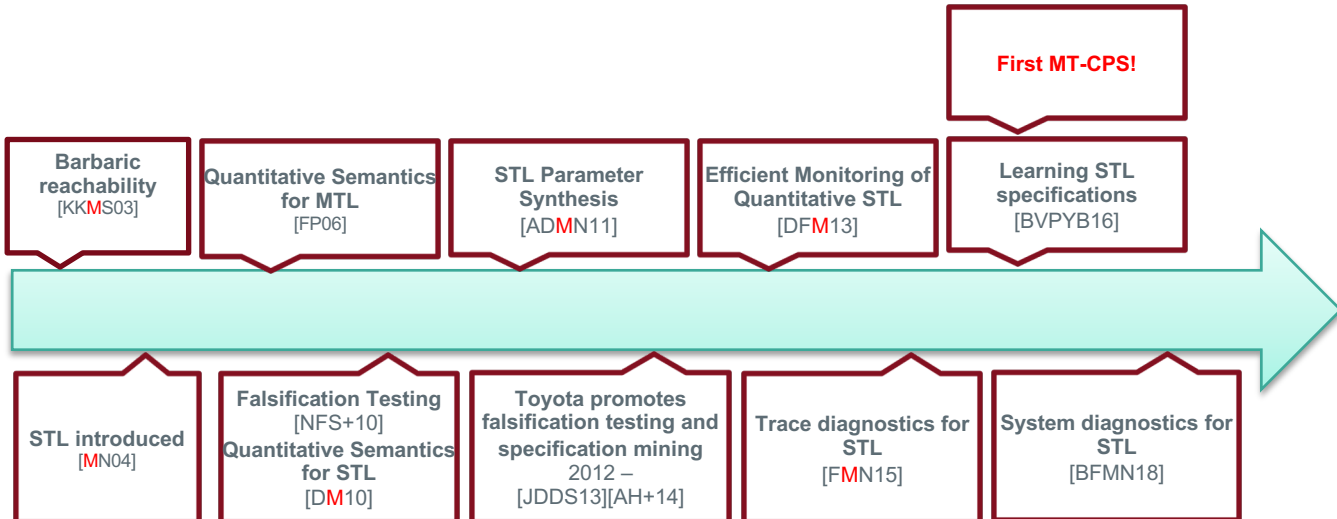 First MT-CPS!
Barbaric
reachability
[KKMS03]
Quantitative Semantics
for MTL
[FP06]
STL Parameter
Synthesis
[ADMN11]
Efficient Monitoring of
Quantitative STL
[DFM13]
Learning STL
specifications
[BVPYB16]
STL introduced
[MN04]
Falsification Testing
[NFS+10]
Quantitative Semantics
for STL
[DM10]
Toyota promotes
falsification testing and
specification mining
2012 –
[JDDS13][AH+14]
Trace diagnostics for
STL
[FMN15]
System diagnostics for
STL
[BFMN18]